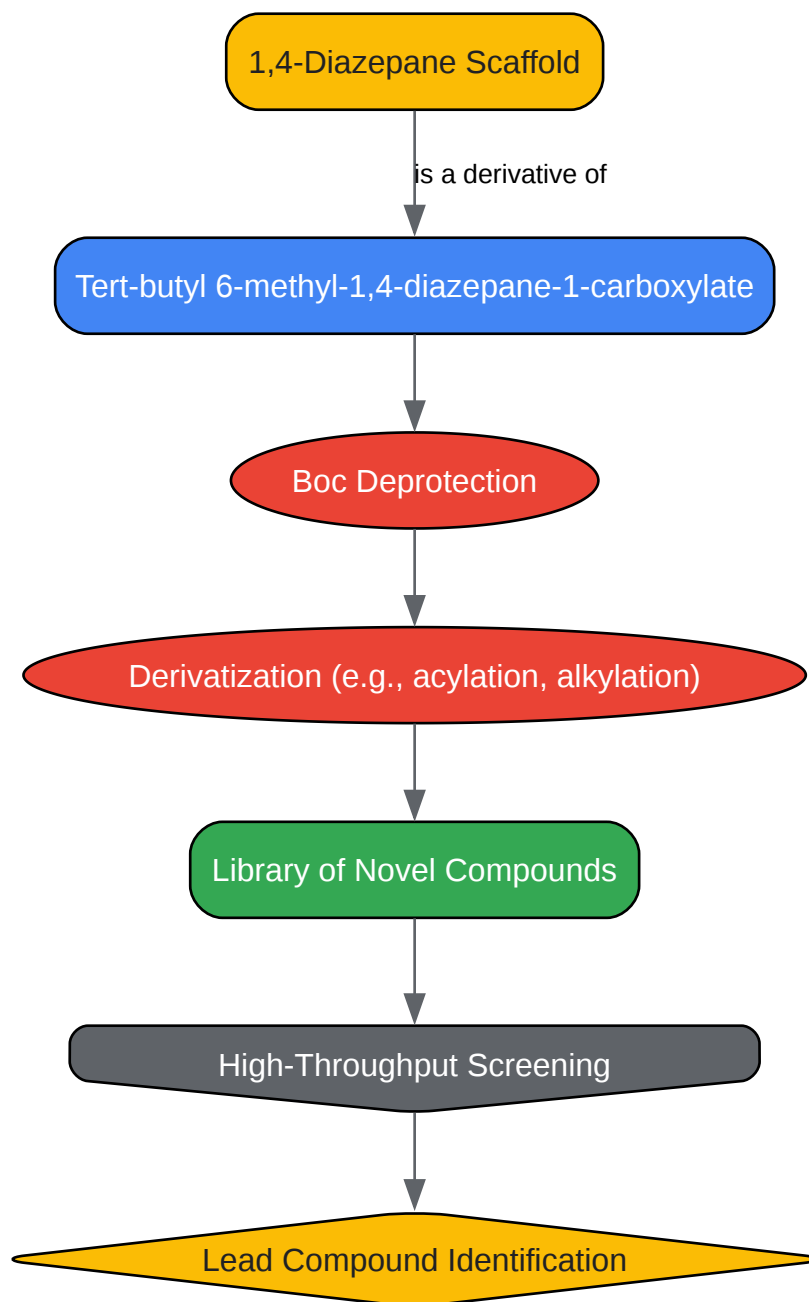 1,4-Diazepane Scaffold
is a derivative of
Tert-butyl 6-methyl-1,4-diazepane-1-carboxylate
Boc Deprotection
Derivatization (e.g., acylation, alkylation)
Library of Novel Compounds
High-Throughput Screening
Lead Compound Identification